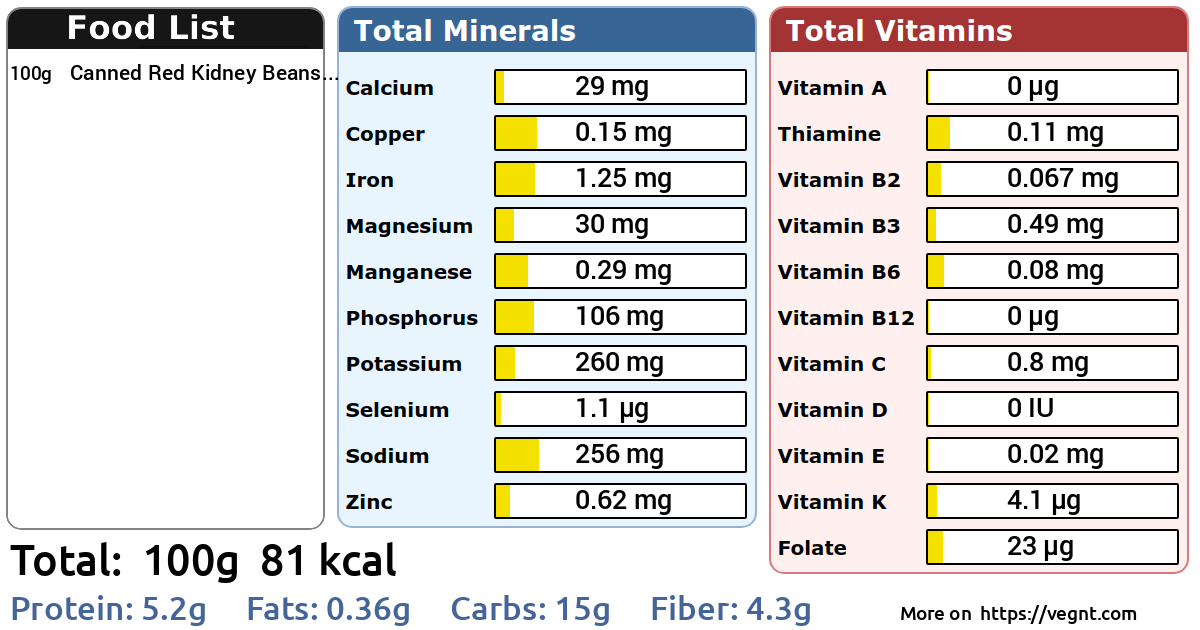 Food List
100g Canned Red Kidney Beans...
Total Minerals
Calcium 29 mg
Copper 0.15 mg
Iron 1.25 mg
Magnesium 30 mg
Manganese 0.29 mg
Phosphorus 106 mg
Potassium 260 mg
Selenium 1.1 µg
Sodium 256 mg
Zinc 0.62 mg
Total Vitamins
Vitamin A 0 µg
Thiamine 0.11 mg
Vitamin B2 0.067 mg
Vitamin B3 0.49 mg
Vitamin B6 0.08 mg
Vitamin B12 0 µg
Vitamin C 0.8 mg
Vitamin D 0 IU
Vitamin E 0.02 mg
Vitamin K 4.1 µg
Folate 23 µg
Total: 100g 81 kcal
Protein: 5.2g Fats: 0.36g Carbs: 15g Fiber: 4.3g
More on https://vegnt.com